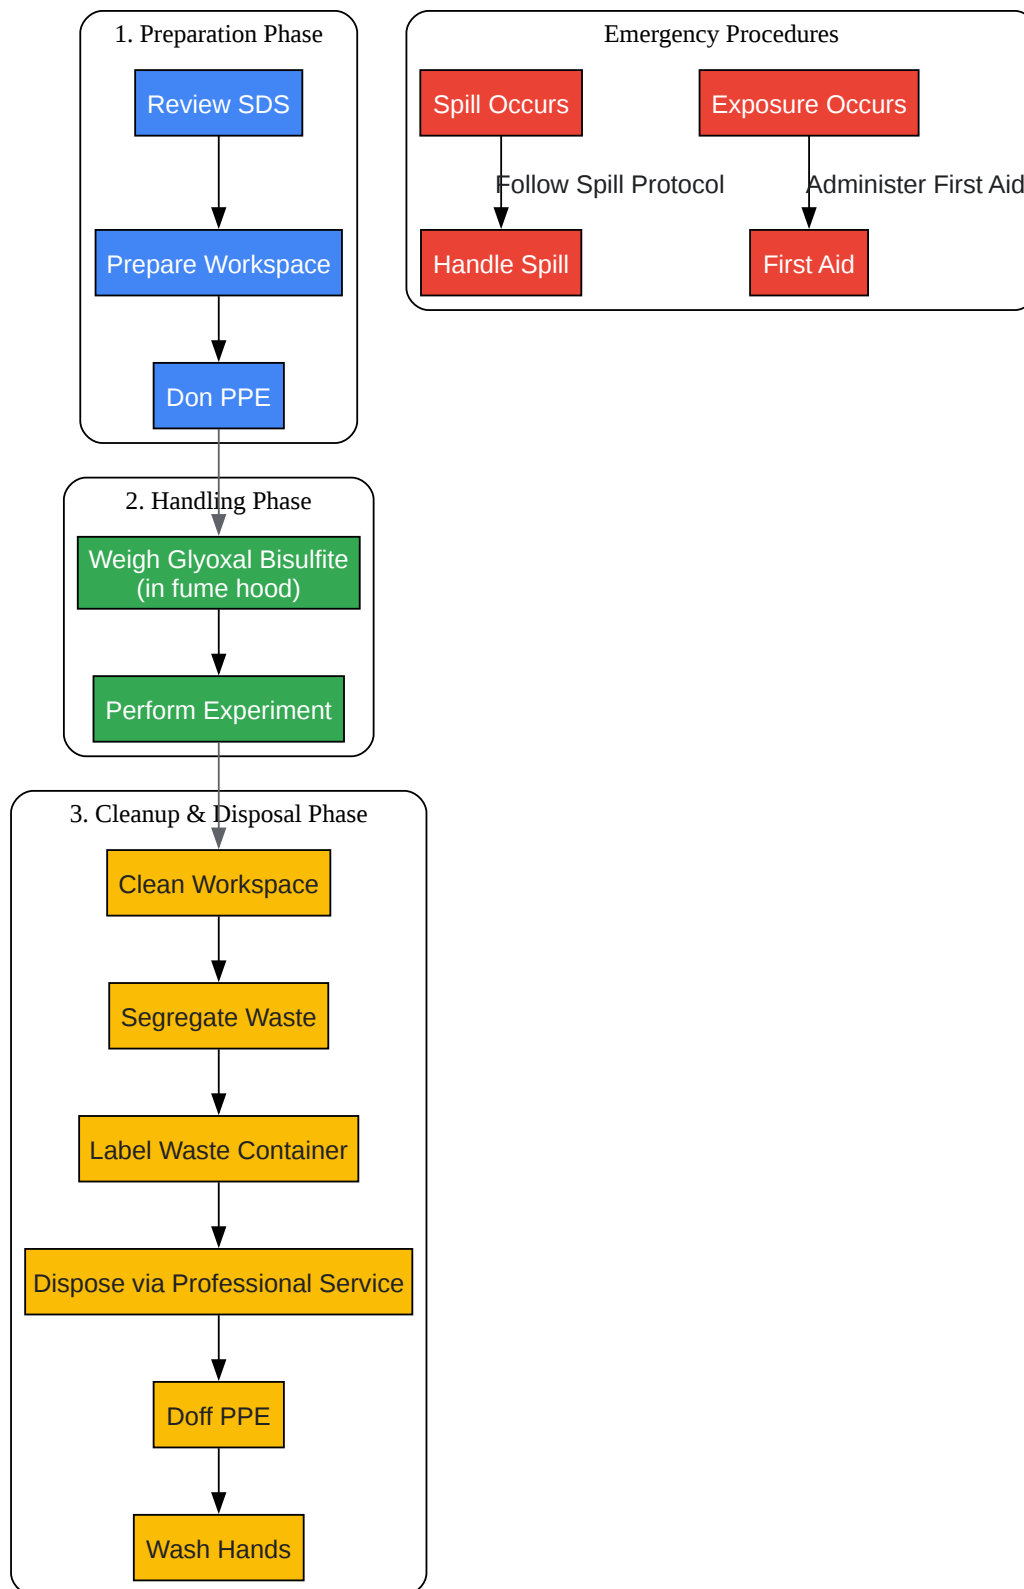 1. Preparation Phase
Review SDS
Prepare Workspace
Don PPE
2. Handling Phase
Weigh Glyoxal Bisulfite
(in fume hood)
Perform Experiment
3. Cleanup & Disposal Phase
Clean Workspace
Segregate Waste
Label Waste Container
Dispose via Professional Service
Doff PPE
Wash Hands
Emergency Procedures
Spill Occurs
Follow Spill Protocol
Handle Spill
Exposure Occurs
Administer First Aid
First Aid